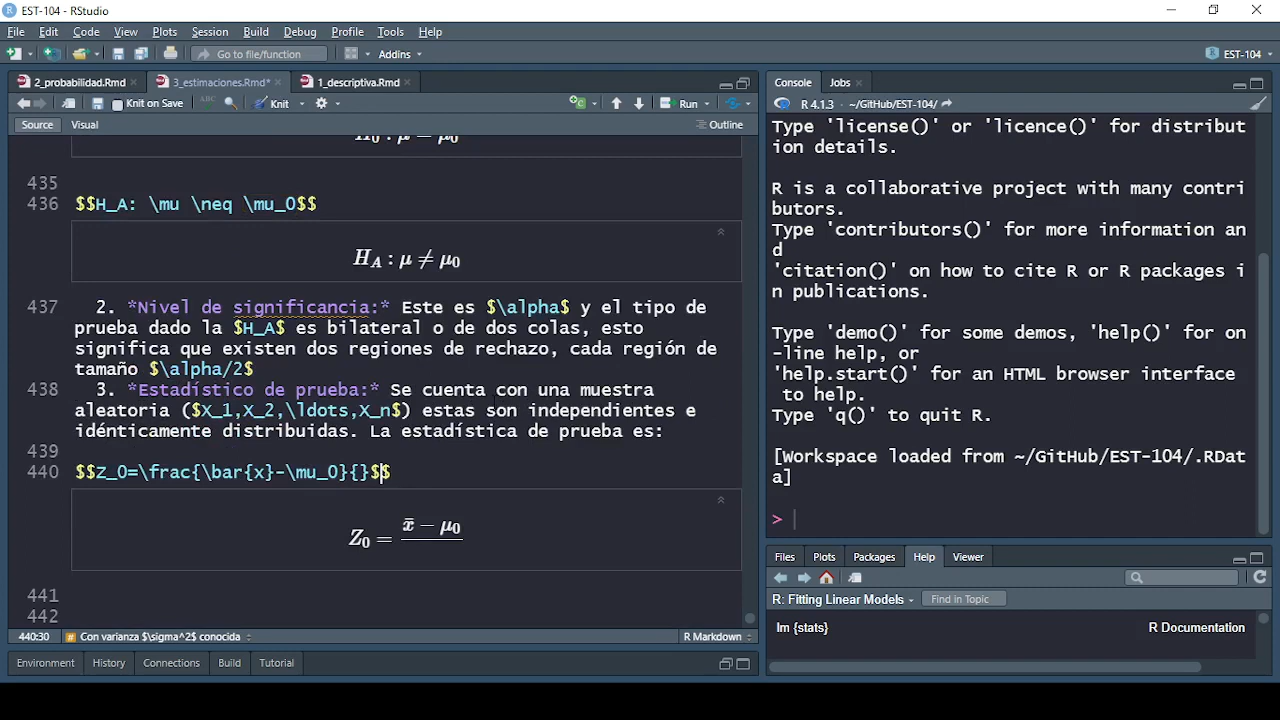 EST-104 - RStudio
File Edit Code View Plots Session Build Debug Profile Tools Help
Go to file/function Addins EST-104
2_probabilidad.Rmd 3_estimaciones.Rmd* 1_descriptiva.Rmd
Knit on Save ABC Knit Run
Source Visual Outline
H₀ : μ = μ₀
435
436 $$H_A: \mu \neq \mu_0$$
H_A : μ ≠ μ₀
437 2. *Nivel de significancia:* Este es $\alpha$ y el tipo de
prueba dado la $H_A$ es bilateral o de dos colas, esto
significa que existen dos regiones de rechazo, cada región de
tamaño $\alpha/2$
438 3. *Estadístico de prueba:* Se cuenta con una muestra
aleatoria ($X_1,X_2,\ldots,X_n$) estas son independientes e
idénticamente distribuidas. La estadística de prueba es:
439
440 $$Z_0=\frac{\bar{x}-\mu_0}{}$$
Z₀ = x̄ − μ₀
441
442
440:30 # Con varianza $\sigma^2$ conocida R Markdown
Environment History Connections Build Tutorial
Console Jobs
R 4.1.3 · ~/GitHub/EST-104/
Type 'license()' or 'licence()' for distribut
ion details.
R is a collaborative project with many contri
butors.
Type 'contributors()' for more information an
d
'citation()' on how to cite R or R packages i
n publications.
Type 'demo()' for some demos, 'help()' for on
-line help, or
'help.start()' for an HTML browser interface
to help.
Type 'q()' to quit R.
[Workspace loaded from ~/GitHub/EST-104/.RDat
a]
>
Files Plots Packages Help Viewer
R: Fitting Linear Models Find in Topic
lm {stats} R Documentation